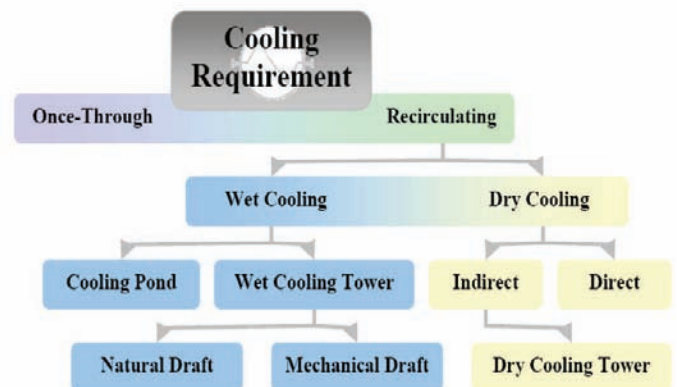 Cooling
Requirement
Once-Through
Recirculating
Wet Cooling
Dry Cooling
Cooling Pond
Wet Cooling Tower
Indirect
Direct
Natural Draft
Mechanical Draft
Dry Cooling Tower